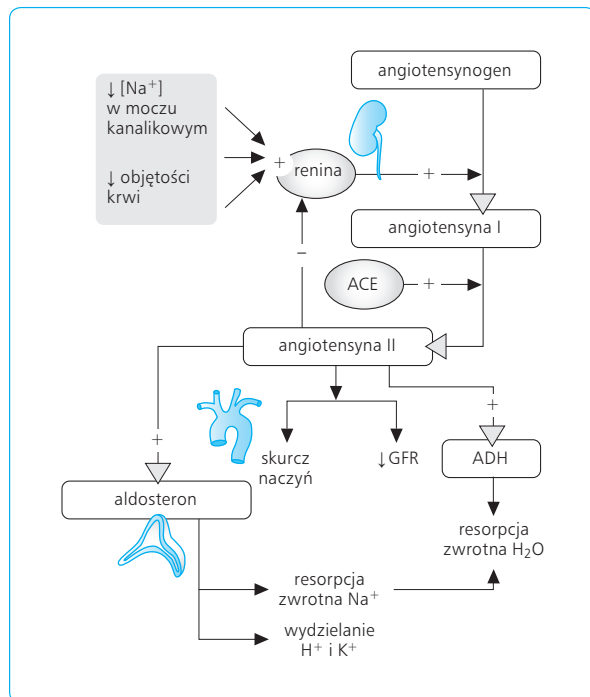 angiotensynogen
↓ [Na⁺]
w moczu
kanalikowym
↓ objętości
krwi
+
renina
+
angiotensyna I
−
ACE
+
angiotensyna II
+
+
skurcz
naczyń
↓GFR
ADH
aldosteron
resorpcja
zwrotna H₂O
resorpcja
zwrotna Na⁺
wydzielanie
H⁺ i K⁺